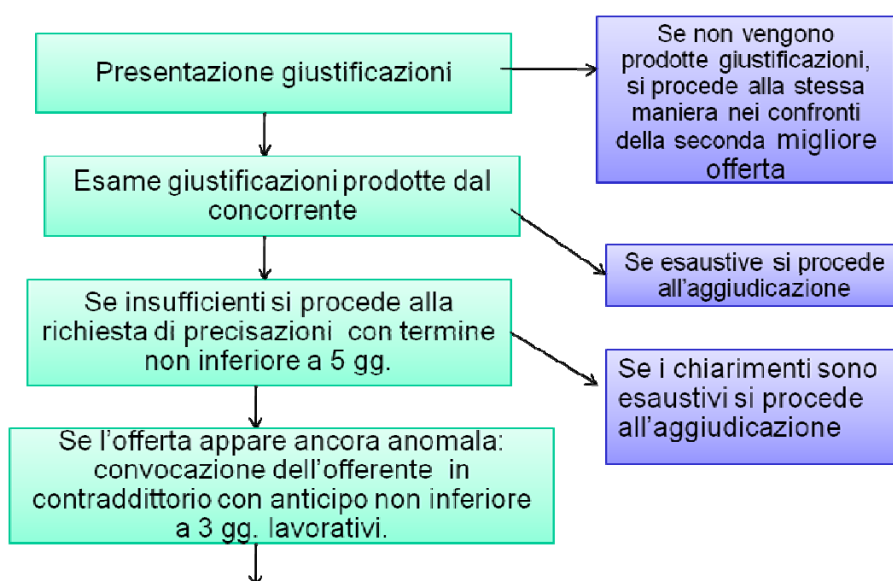 Presentazione giustificazioni
Se non vengono
prodotte giustificazioni,
si procede alla stessa
maniera nei confronti
della seconda migliore
offerta
Esame giustificazioni prodotte dal
concorrente
Se esaustive si procede
all'aggiudicazione
Se insufficienti si procede alla
richiesta di precisazioni con termine
non inferiore a 5 gg.
Se i chiarimenti sono
esaustivi si procede
all'aggiudicazione
Se l'offerta appare ancora anomala:
convocazione dell'offerente in
contraddittorio con anticipo non inferiore
a 3 gg. lavorativi.